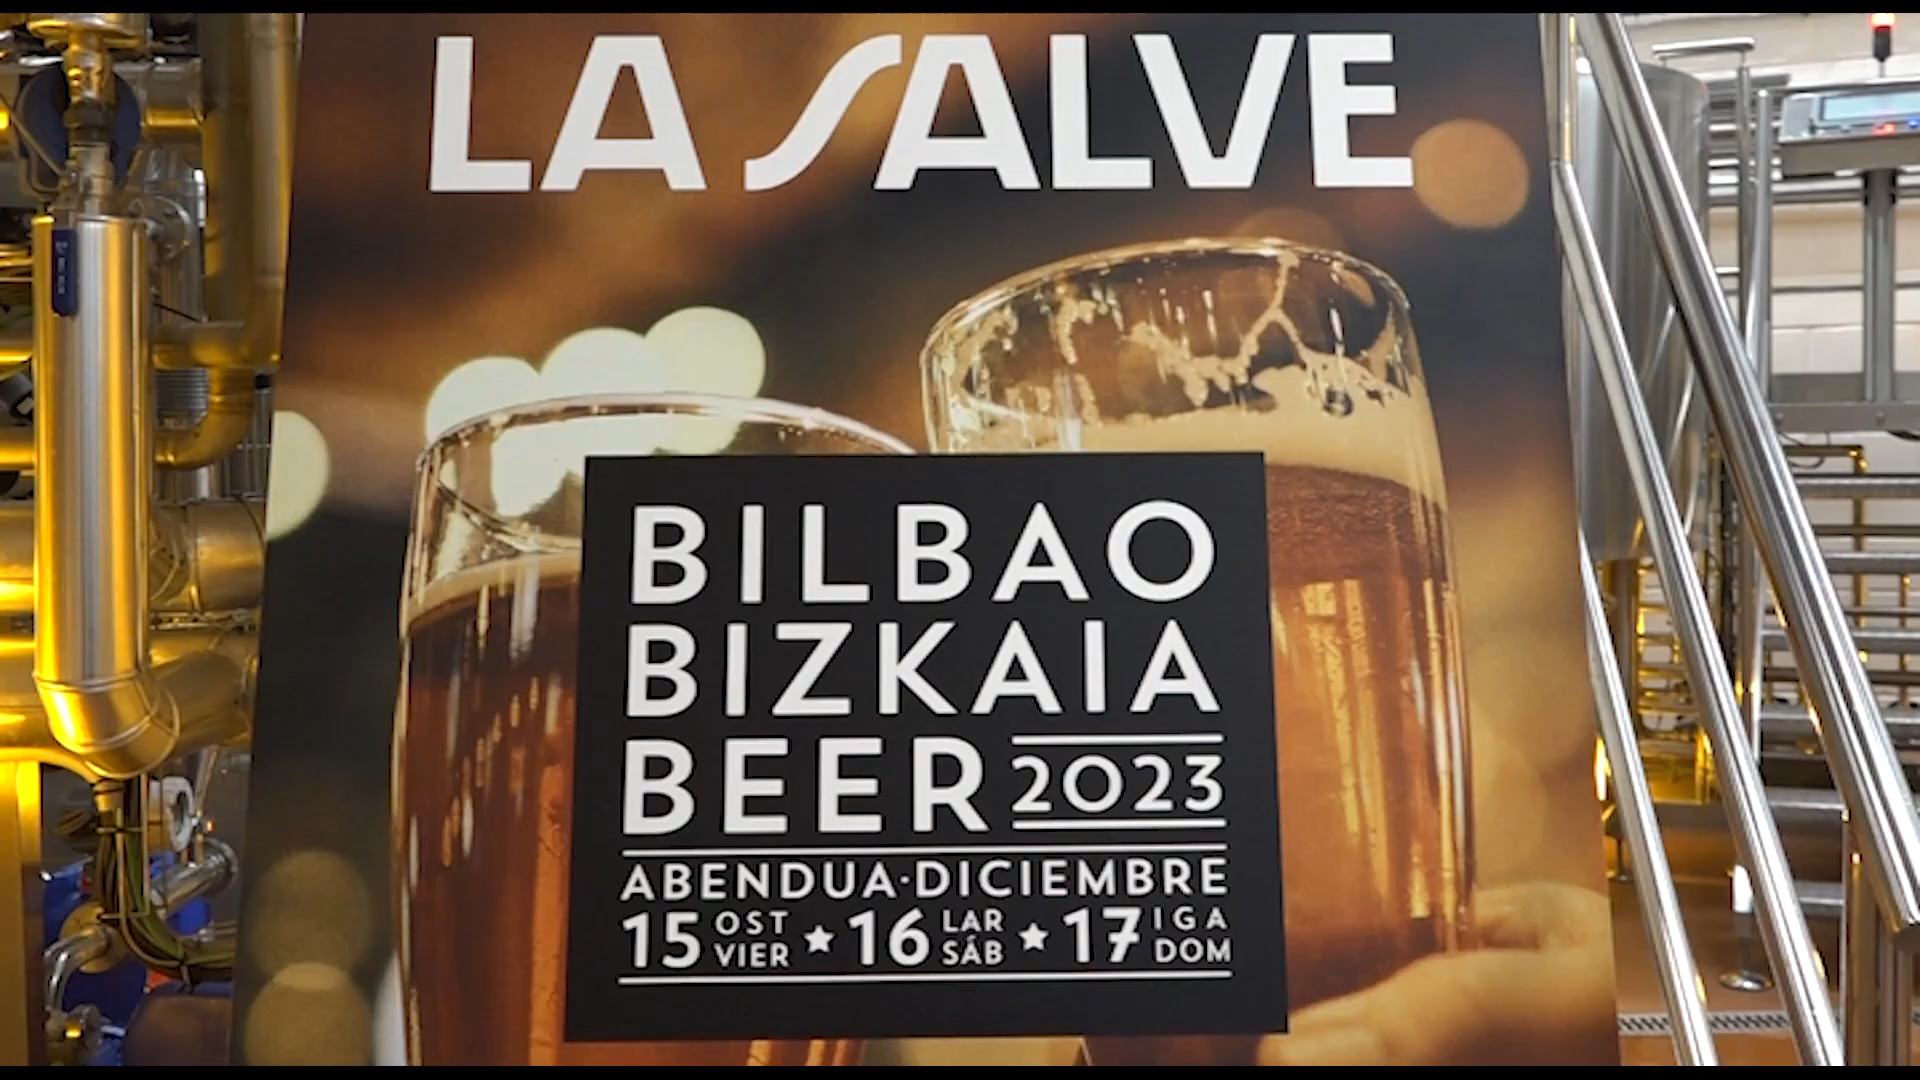 LA SALVE
BILBAO
BIZKAIA
BEER 2023
ABENDUA·DICIEMBRE
15 OST VIER ★ 16 LAR SÁB ★ 17 IGA DOM